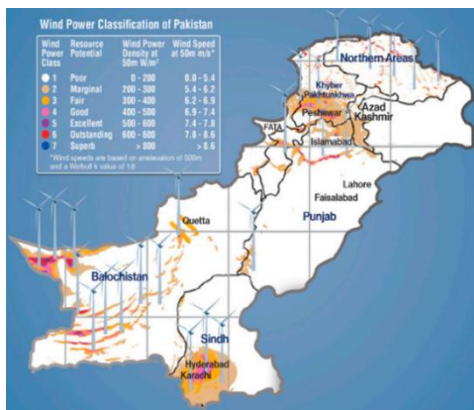 Wind Power Classification of Pakistan
Wind Power Class Resource Potential Wind Power Density at 50m W/m² Wind Speed at 50m m/s*
1 Poor 0 - 200 0.0 - 5.4
2 Marginal 200 - 300 5.4 - 6.2
3 Fair 300 - 400 6.2 - 6.9
4 Good 400 - 500 6.9 - 7.4
5 Excellent 500 - 600 7.4 - 7.8
6 Outstanding 600 - 800 7.8 - 8.6
7 Superb > 800 > 8.6
*Wind speeds are based on anelevation of 500m
and a Weibull k value of 1.8
Northern Areas
Khyber
Pakhtunkhwa
Peshawar
Azad
Kashmir
FATA
Islamabad
Lahore
Faisalabad
Punjab
Quetta
Balochistan
Sindh
Hyderabad
Karachi